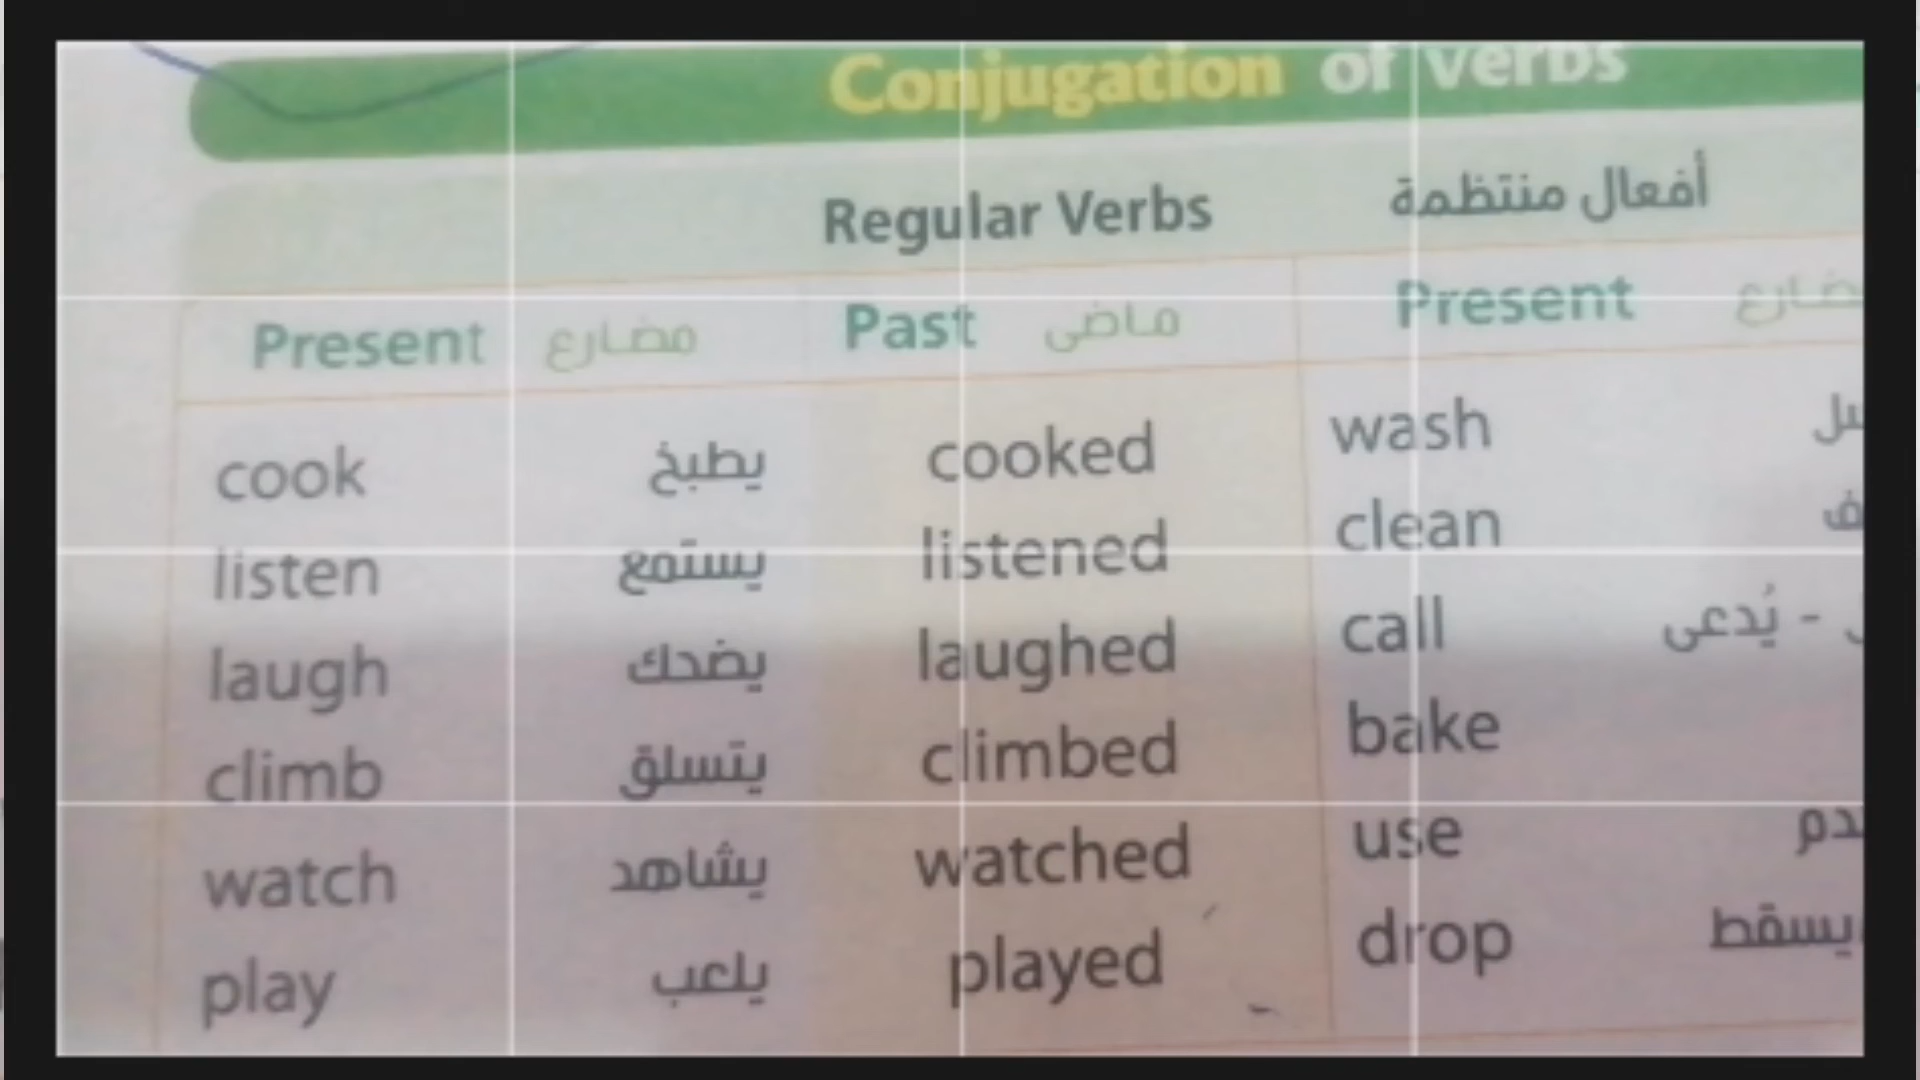 Conjugation of verbs
Regular Verbs أفعال منتظمة
Present مضارع Past ماضى Present
cook يطبخ cooked wash
listen يستمع listened clean
laugh يضحك laughed call - يُدعى
climb يتسلق climbed bake
watch يشاهد watched use
play يلعب played drop يسقط